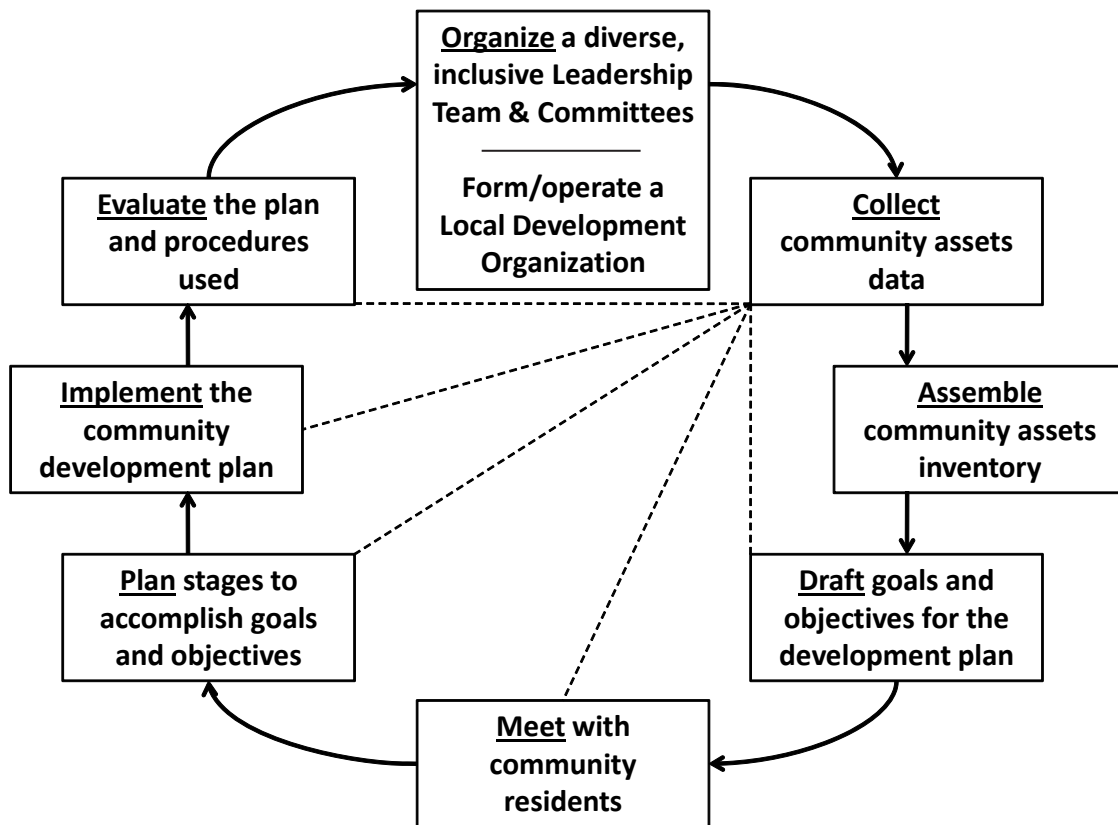 Organize a diverse,
inclusive Leadership
Team & Committees
Form/operate a
Local Development
Organization
Collect
community assets
data
Assemble
community assets
inventory
Draft goals and
objectives for the
development plan
Meet with
community
residents
Plan stages to
accomplish goals
and objectives
Implement the
community
development plan
Evaluate the plan
and procedures
used